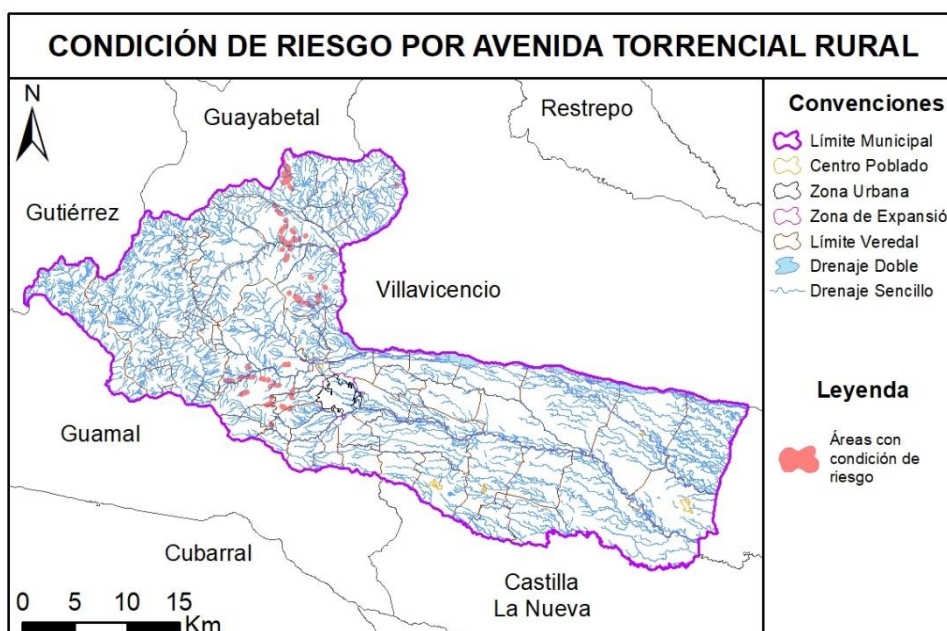 CONDICIÓN DE RIESGO POR AVENIDA TORRENCIAL RURAL
N
Guayabetal
Restrepo
Gutiérrez
Villavicencio
Guamal
Cubarral
Castilla
La Nueva
0 5 10 15
Km
Convenciones
Límite Municipal
Centro Poblado
Zona Urbana
Zona de Expansió
Límite Veredal
Drenaje Doble
Drenaje Sencillo
Leyenda
Áreas con
condición de
riesgo